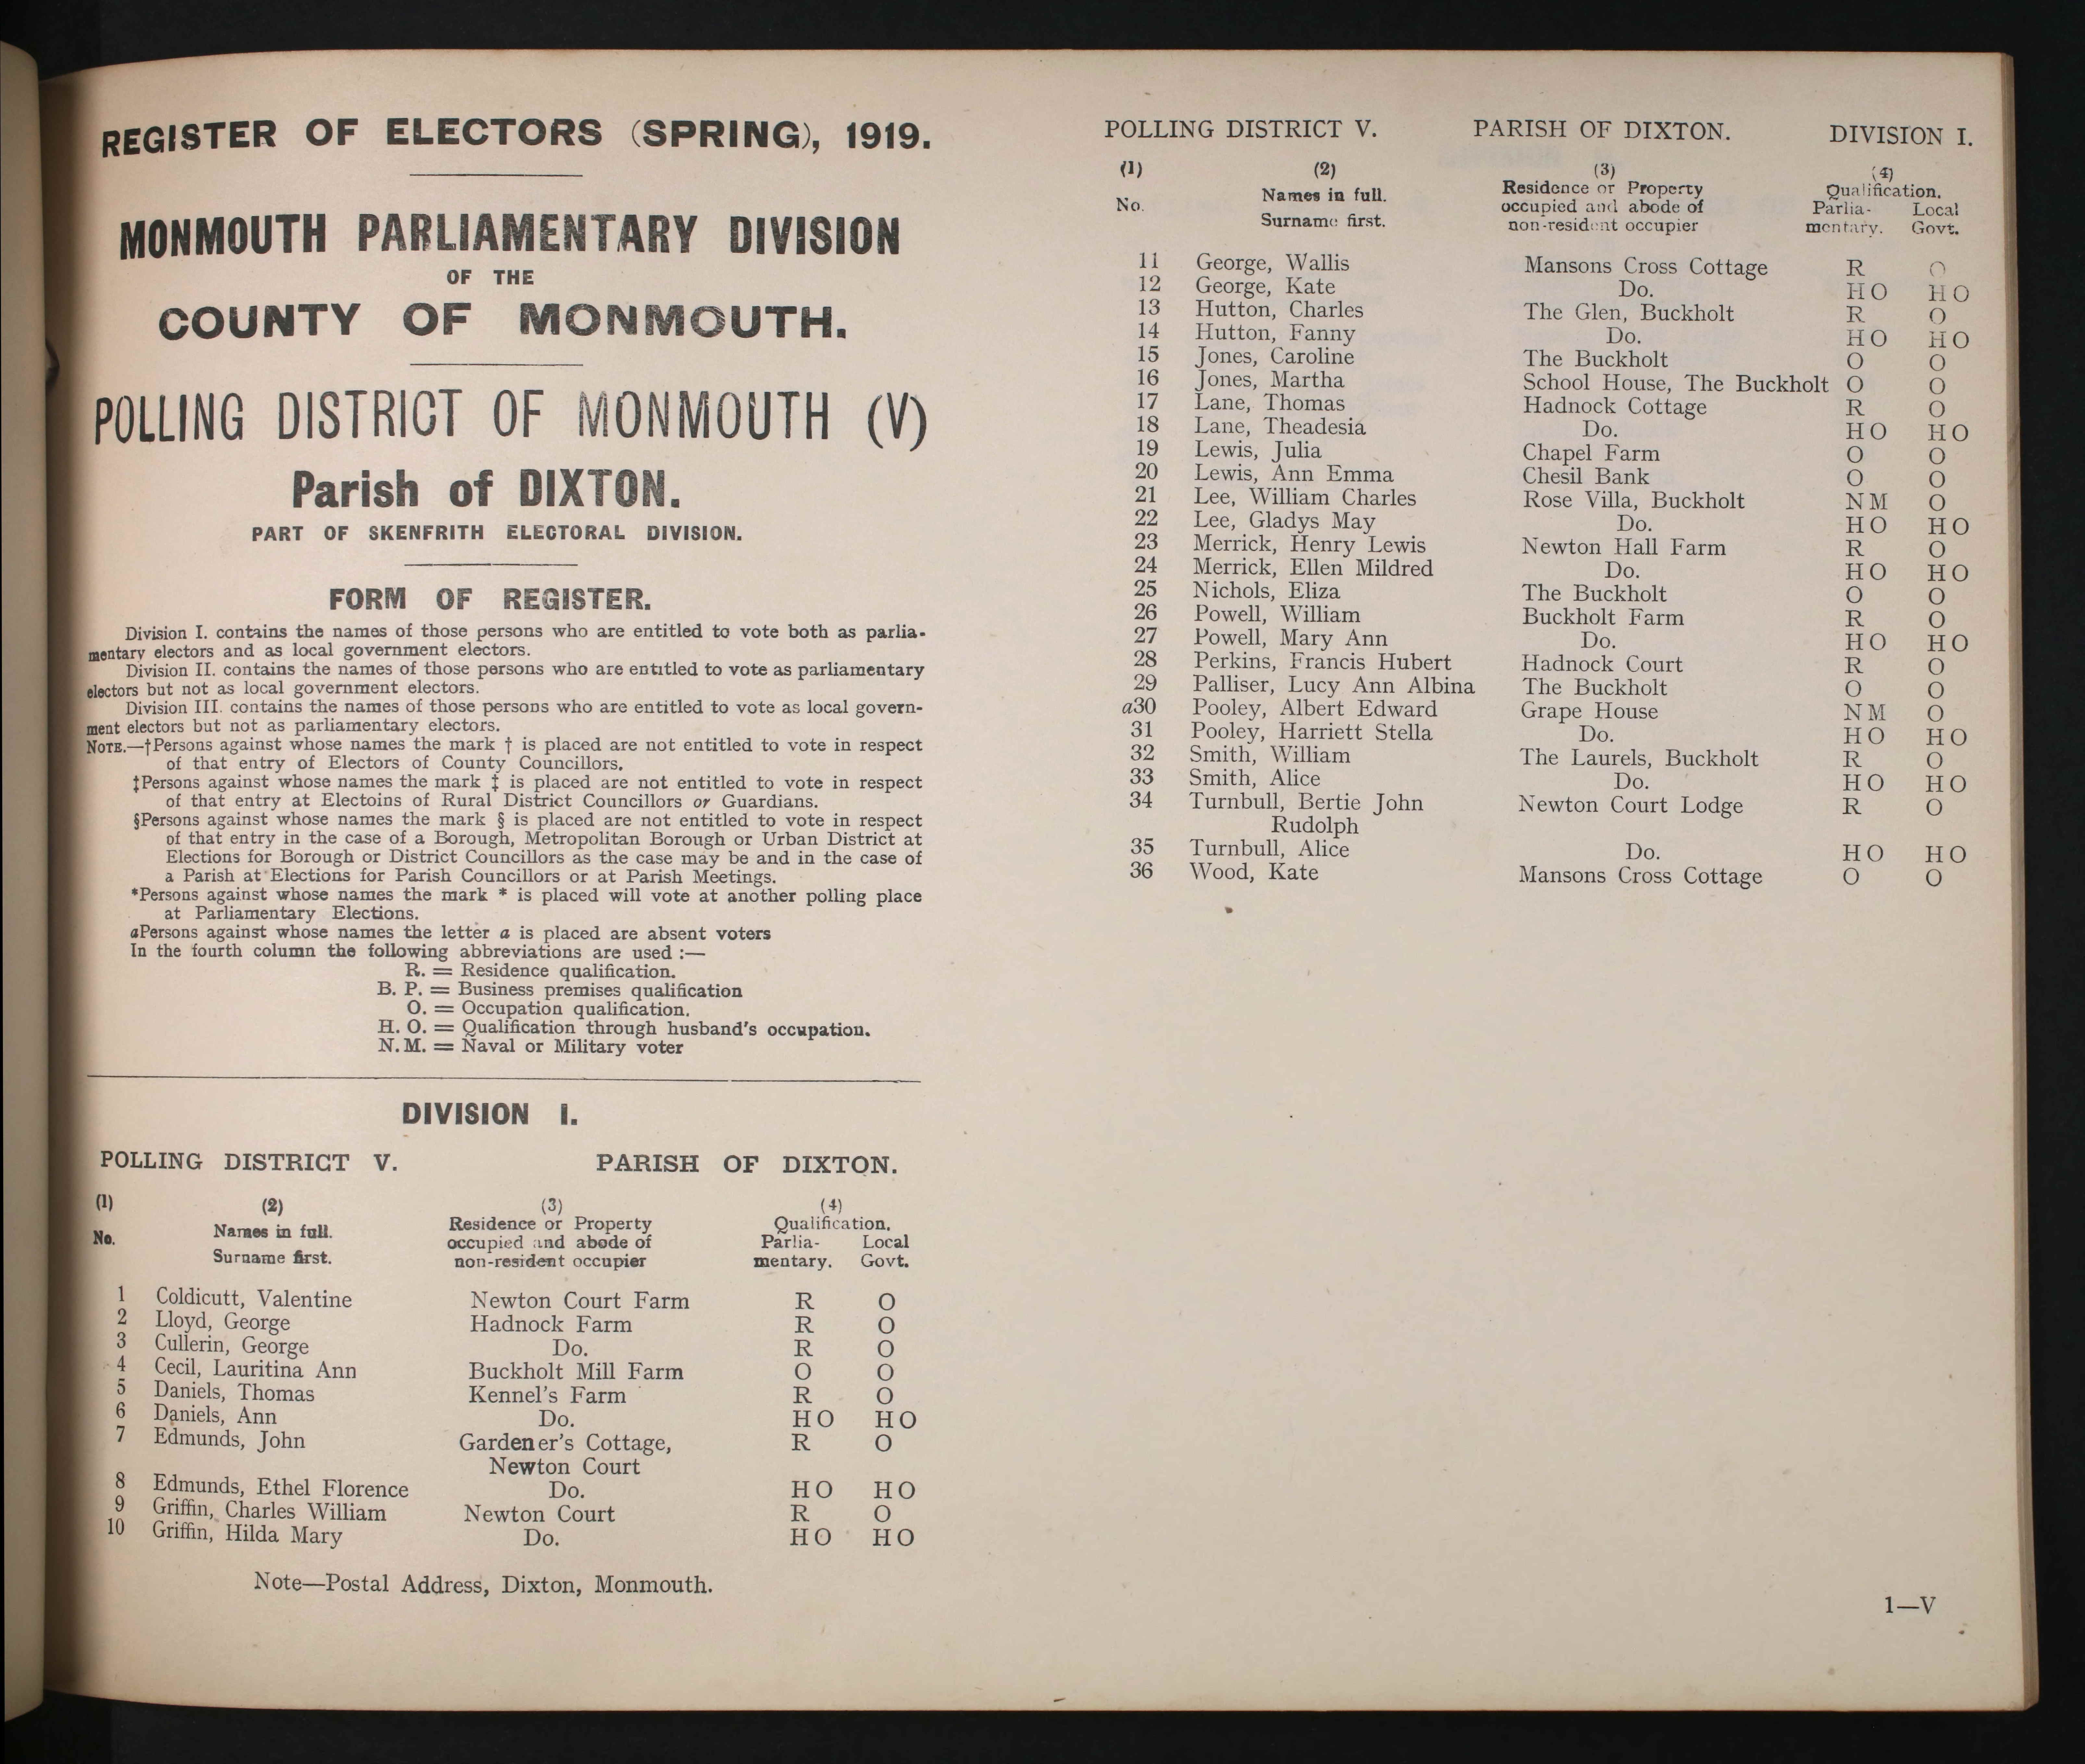 REGISTER OF ELECTORS (SPRING), 1919.
MONMOUTH PARLIAMENTARY DIVISION
OF THE
COUNTY OF MONMOUTH.
POLLING DISTRICT OF MONMOUTH (V)
Parish of DIXTON.
PART OF SKENFRITH ELECTORAL DIVISION.
FORM OF REGISTER.
Division I. contains the names of those persons who are entitled to vote both as parlia-
mentary electors and as local government electors.
Division II. contains the names of those persons who are entitled to vote as parliamentary
electors but not as local government electors.
Division III. contains the names of those persons who are entitled to vote as local govern-
ment electors but not as parliamentary electors.
NOTE.—†Persons against whose names the mark † is placed are not entitled to vote in respect
of that entry of Electors of County Councillors.
‡Persons against whose names the mark ‡ is placed are not entitled to vote in respect
of that entry at Electoins of Rural District Councillors or Guardians.
§Persons against whose names the mark § is placed are not entitled to vote in respect
of that entry in the case of a Borough, Metropolitan Borough or Urban District at
Elections for Borough or District Councillors as the case may be and in the case of
a Parish at Elections for Parish Councillors or at Parish Meetings.
*Persons against whose names the mark * is placed will vote at another polling place
at Parliamentary Elections.
aPersons against whose names the letter a is placed are absent voters
In the fourth column the following abbreviations are used :—
R. = Residence qualification.
B. P. = Business premises qualification
O. = Occupation qualification.
H. O. = Qualification through husband's occupation.
N.M. = Naval or Military voter
DIVISION I.
POLLING DISTRICT V. PARISH OF DIXTON.
(1) (2) (3) (4)
No. Names in full. Residence or Property Qualification.
occupied and abode of Parlia- Local
Surname first. non-resident occupier mentary. Govt.
1 Coldicutt, Valentine Newton Court Farm R O
2 Lloyd, George Hadnock Farm R O
3 Cullerin, George Do. R O
4 Cecil, Lauritina Ann Buckholt Mill Farm O O
5 Daniels, Thomas Kennel's Farm R O
6 Daniels, Ann Do. H O H O
7 Edmunds, John Gardener's Cottage, R O
Newton Court
8 Edmunds, Ethel Florence Do. H O H O
9 Griffin, Charles William Newton Court R O
10 Griffin, Hilda Mary Do. H O H O
Note—Postal Address, Dixton, Monmouth.
POLLING DISTRICT V. PARISH OF DIXTON. DIVISION I.
(1) (2) (3) (4)
No. Names in full. Residence or Property Qualification.
occupied and abode of Parlia- Local
Surname first. non-resident occupier mentary. Govt.
11 George, Wallis Mansons Cross Cottage R O
12 George, Kate Do. H O H O
13 Hutton, Charles The Glen, Buckholt R O
14 Hutton, Fanny Do. H O H O
15 Jones, Caroline The Buckholt O O
16 Jones, Martha School House, The Buckholt O O
17 Lane, Thomas Hadnock Cottage R O
18 Lane, Theadesia Do. H O H O
19 Lewis, Julia Chapel Farm O O
20 Lewis, Ann Emma Chesil Bank O O
21 Lee, William Charles Rose Villa, Buckholt N M O
22 Lee, Gladys May Do. H O H O
23 Merrick, Henry Lewis Newton Hall Farm R O
24 Merrick, Ellen Mildred Do. H O H O
25 Nichols, Eliza The Buckholt O O
26 Powell, William Buckholt Farm R O
27 Powell, Mary Ann Do. H O H O
28 Perkins, Francis Hubert Hadnock Court R O
29 Palliser, Lucy Ann Albina The Buckholt O O
a30 Pooley, Albert Edward Grape House N M O
31 Pooley, Harriett Stella Do. H O H O
32 Smith, William The Laurels, Buckholt R O
33 Smith, Alice Do. H O H O
34 Turnbull, Bertie John Newton Court Lodge R O
Rudolph
35 Turnbull, Alice Do. H O H O
36 Wood, Kate Mansons Cross Cottage O O
1—V